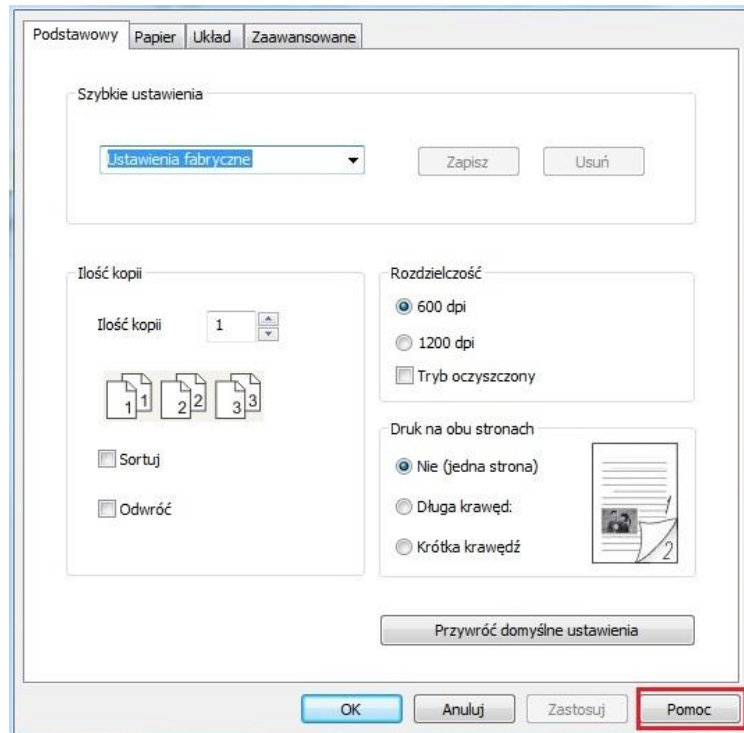 Podstawowy Papier Układ Zaawansowane
Szybkie ustawienia
Ustawienia fabryczne Zapisz Usuń
Ilość kopii
Ilość kopii 1
1 1 2 2 3 3
Sortuj
Odwróć
Rozdzielczość
600 dpi
1200 dpi
Tryb oczyszczony
Druk na obu stronach
Nie (jedna strona)
Długa krawęd:
Krótka krawędź
1
2
Przywróć domyślne ustawienia
OK Anuluj Zastosuj Pomoc